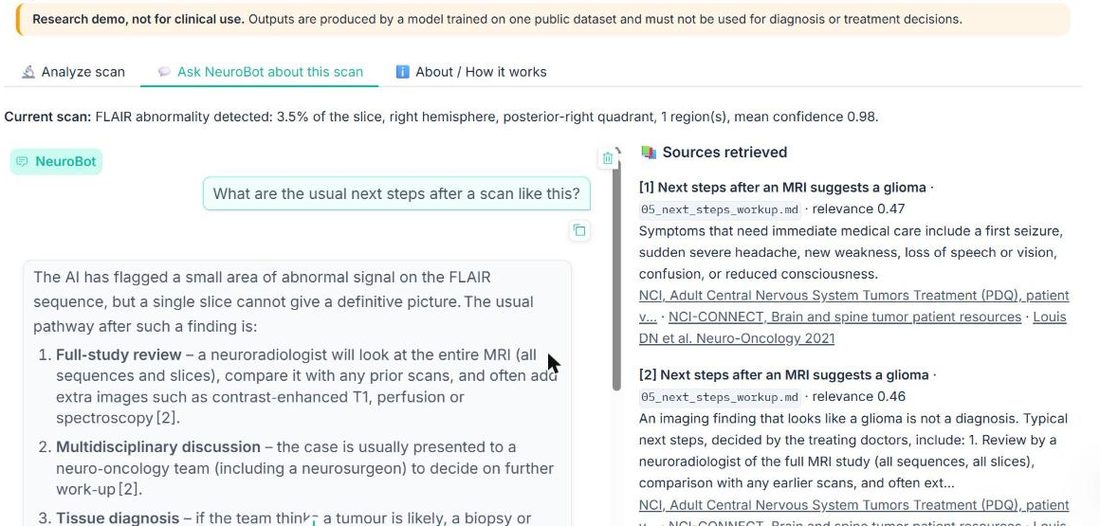 Research demo, not for clinical use. Outputs are produced by a model trained on one public dataset and must not be used for diagnosis or treatment decisions.
Analyze scan
Ask NeuroBot about this scan
About / How it works
Current scan: FLAIR abnormality detected: 3.5% of the slice, right hemisphere, posterior-right quadrant, 1 region(s), mean confidence 0.98.
NeuroBot
What are the usual next steps after a scan like this?
The AI has flagged a small area of abnormal signal on the FLAIR
sequence, but a single slice cannot give a definitive picture. The usual
pathway after such a finding is:
1. Full-study review – a neuroradiologist will look at the entire MRI (all
sequences and slices), compare it with any prior scans, and often add
extra images such as contrast-enhanced T1, perfusion or
spectroscopy [2].
2. Multidisciplinary discussion – the case is usually presented to a
neuro-oncology team (including a neurosurgeon) to decide on further
work-up [2].
3. Tissue diagnosis – if the team thinks a tumour is likely, a biopsy or
Sources retrieved
[1] Next steps after an MRI suggests a glioma ·
05_next_steps_workup.md · relevance 0.47
Symptoms that need immediate medical care include a first seizure,
sudden severe headache, new weakness, loss of speech or vision,
confusion, or reduced consciousness.
NCI, Adult Central Nervous System Tumors Treatment (PDQ), patient
v... · NCI-CONNECT, Brain and spine tumor patient resources · Louis
DN et al. Neuro-Oncology 2021
[2] Next steps after an MRI suggests a glioma ·
05_next_steps_workup.md · relevance 0.46
An imaging finding that looks like a glioma is not a diagnosis. Typical
next steps, decided by the treating doctors, include: 1. Review by a
neuroradiologist of the full MRI study (all sequences, all slices),
comparison with any earlier scans, and often ext...
NCI, Adult Central Nervous System Tumors Treatment (PDQ), patient
v... · NCI-CONNECT, Brain and spine tumor patient resources · Louis